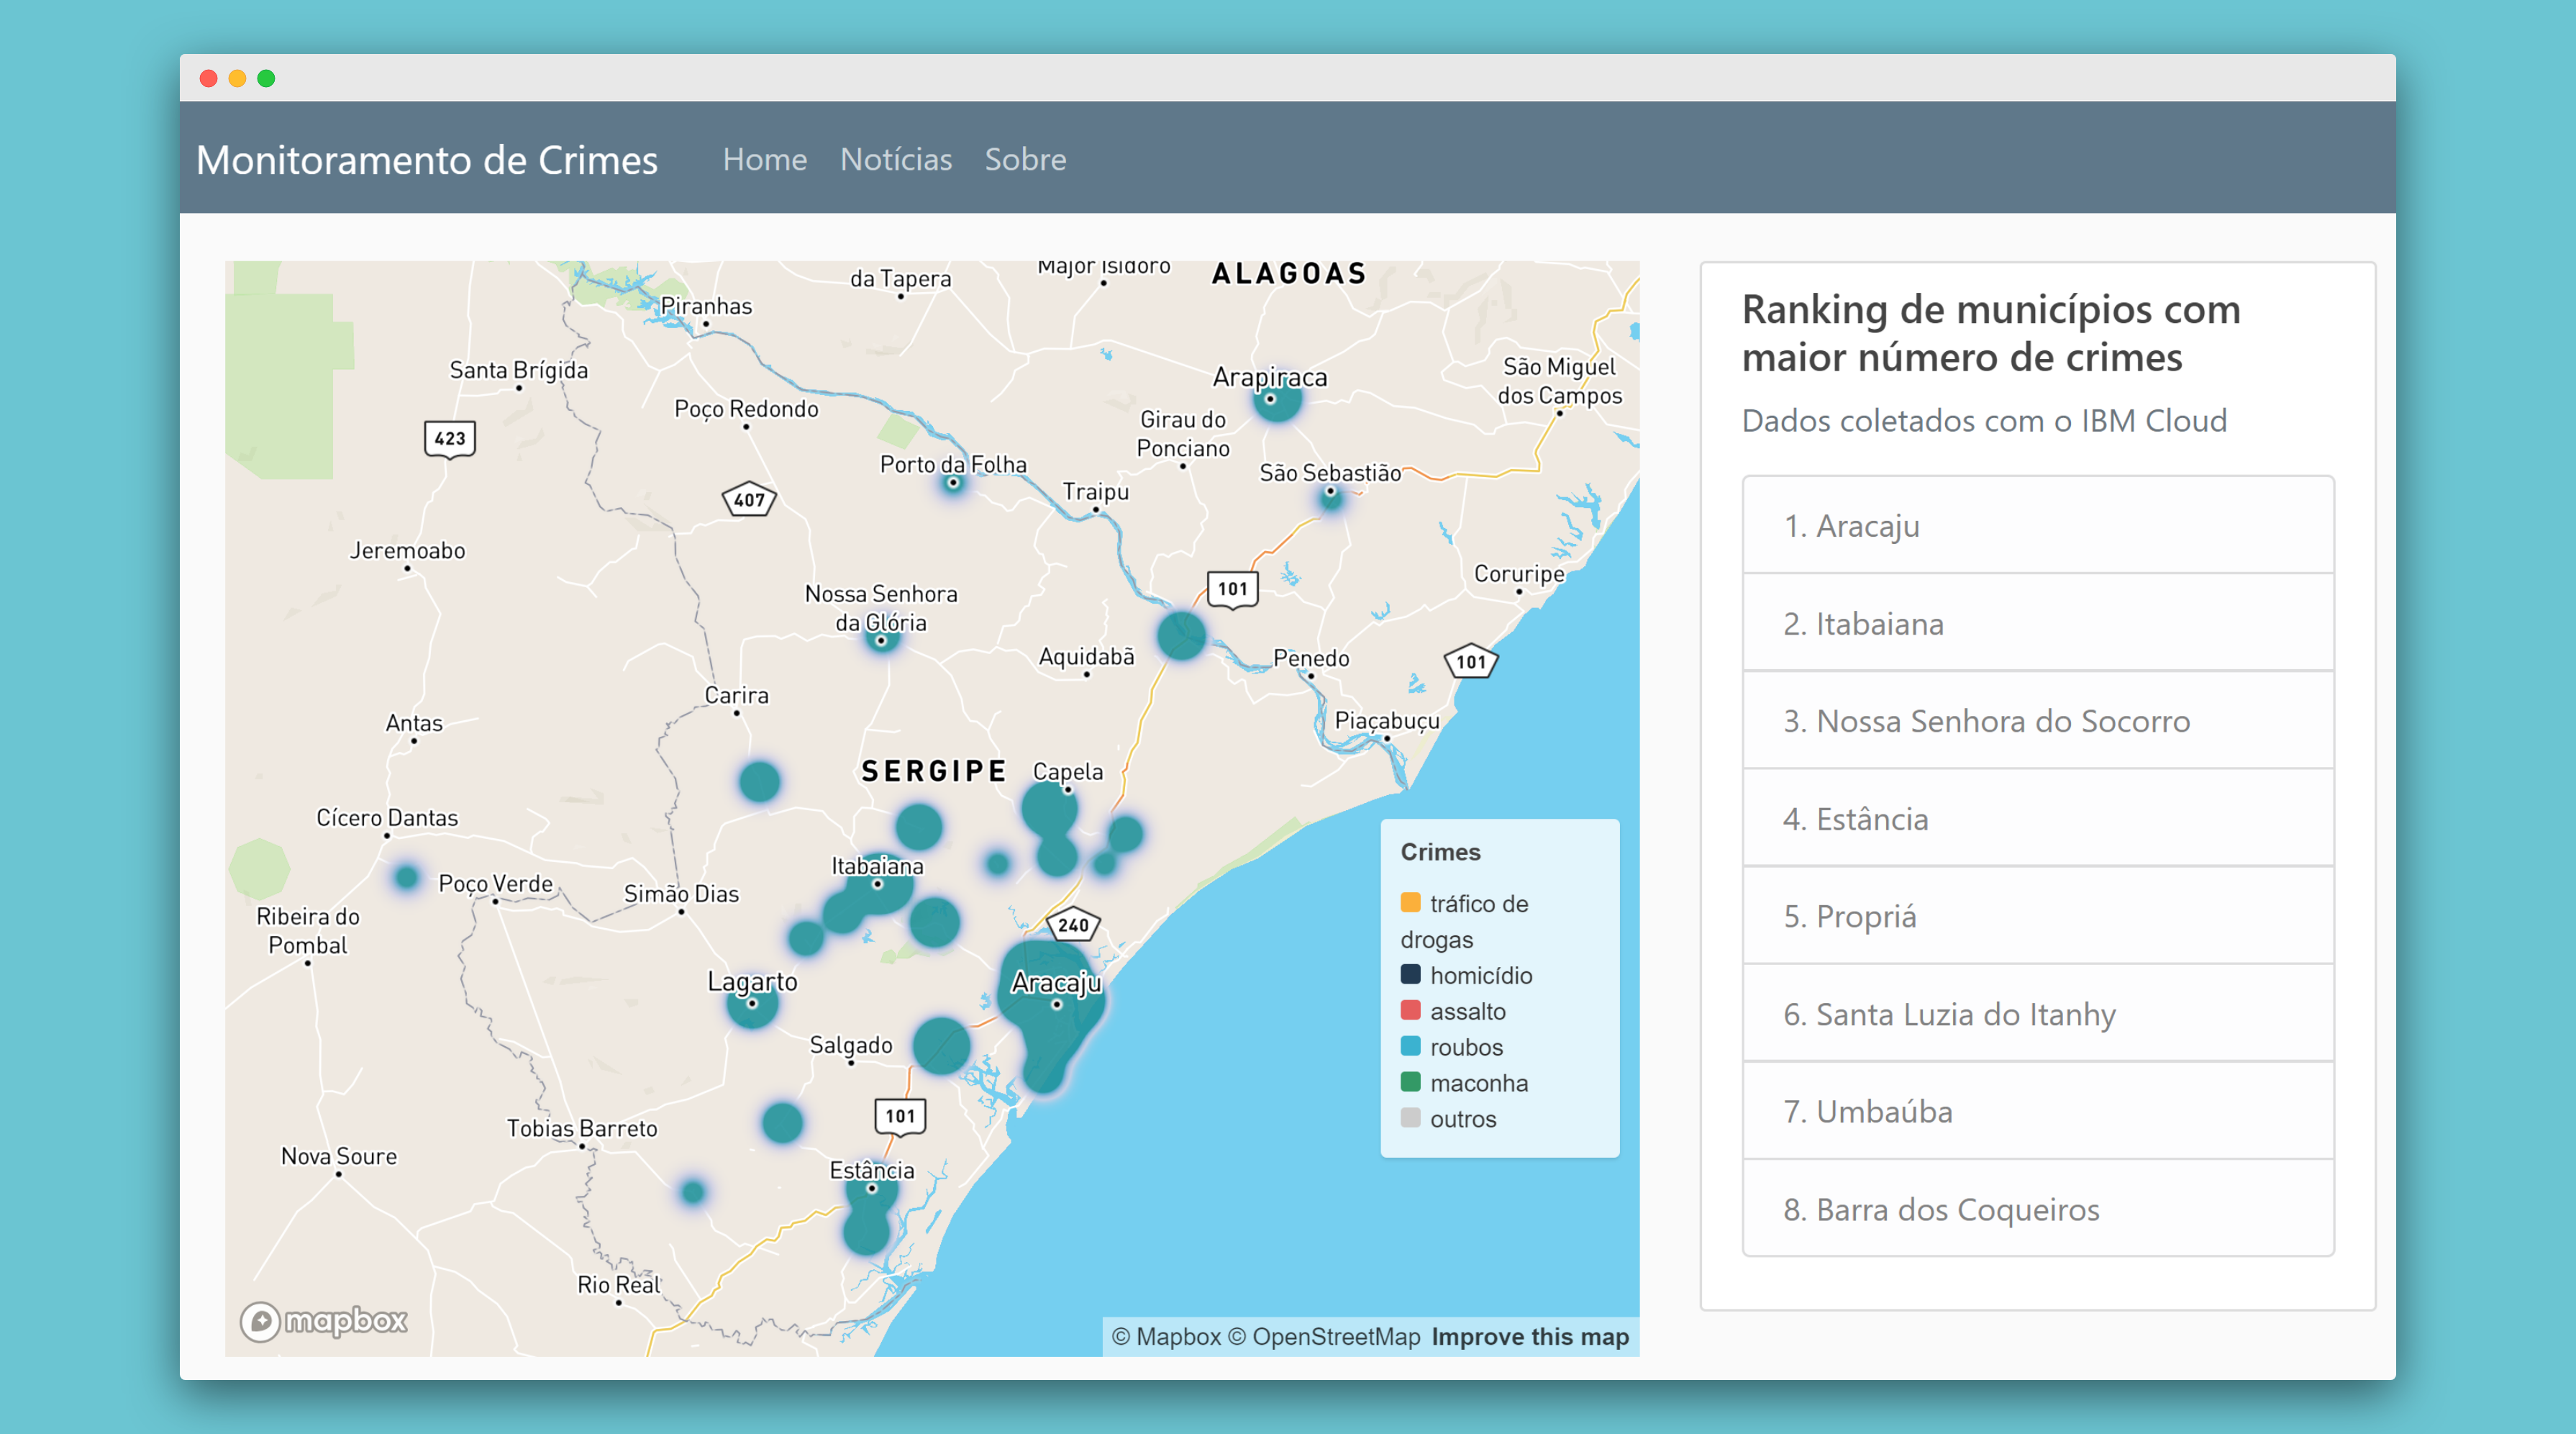 Monitoramento de Crimes
Home
Notícias
Sobre
da Tapera
Major Isidoro
ALAGOAS
Piranhas
Santa Brígida
São Miguel
dos Campos
Arapiraca
Poço Redondo
Girau do
Ponciano
423
Porto da Folha
São Sebastião
407
Traipu
Jeremoabo
Coruripe
101
Nossa Senhora
da Glória
Aquidabã
Penedo
101
Carira
Antas
Piaçabuçu
SERGIPE
Capela
Cícero Dantas
Itabaiana
Poço Verde
Simão Dias
Ribeira do
Pombal
240
Lagarto
Aracaju
Salgado
101
Tobias Barreto
Nova Soure
Estância
Rio Real
mapbox
Crimes
tráfico de
drogas
homicídio
assalto
roubos
maconha
outros
© Mapbox © OpenStreetMap Improve this map
Ranking de municípios com
maior número de crimes
Dados coletados com o IBM Cloud
1. Aracaju
2. Itabaiana
3. Nossa Senhora do Socorro
4. Estância
5. Propriá
6. Santa Luzia do Itanhy
7. Umbaúba
8. Barra dos Coqueiros